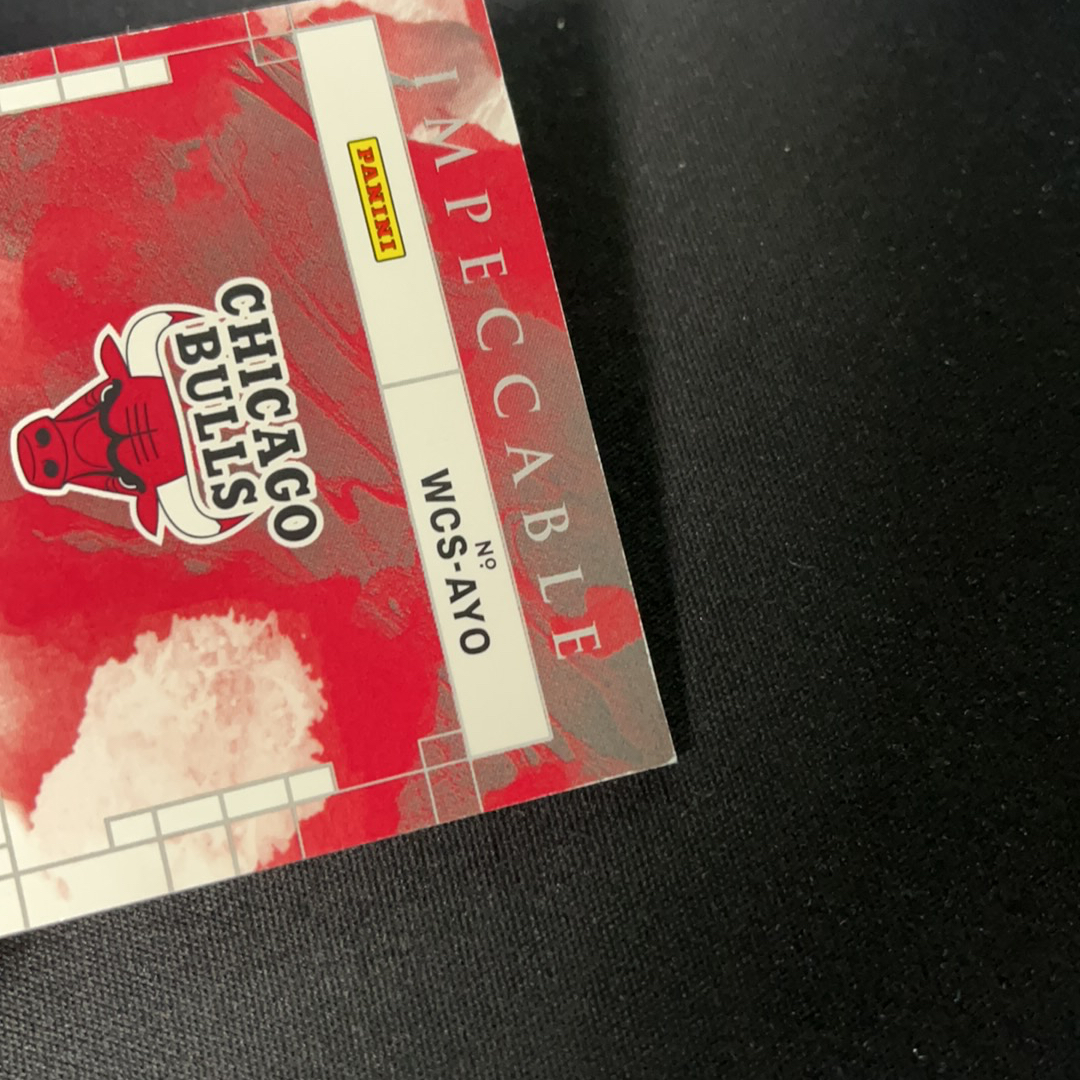 IMPECCABLE
PANINI
Nº.
WCS-AYO
CHICAGO
BULLS